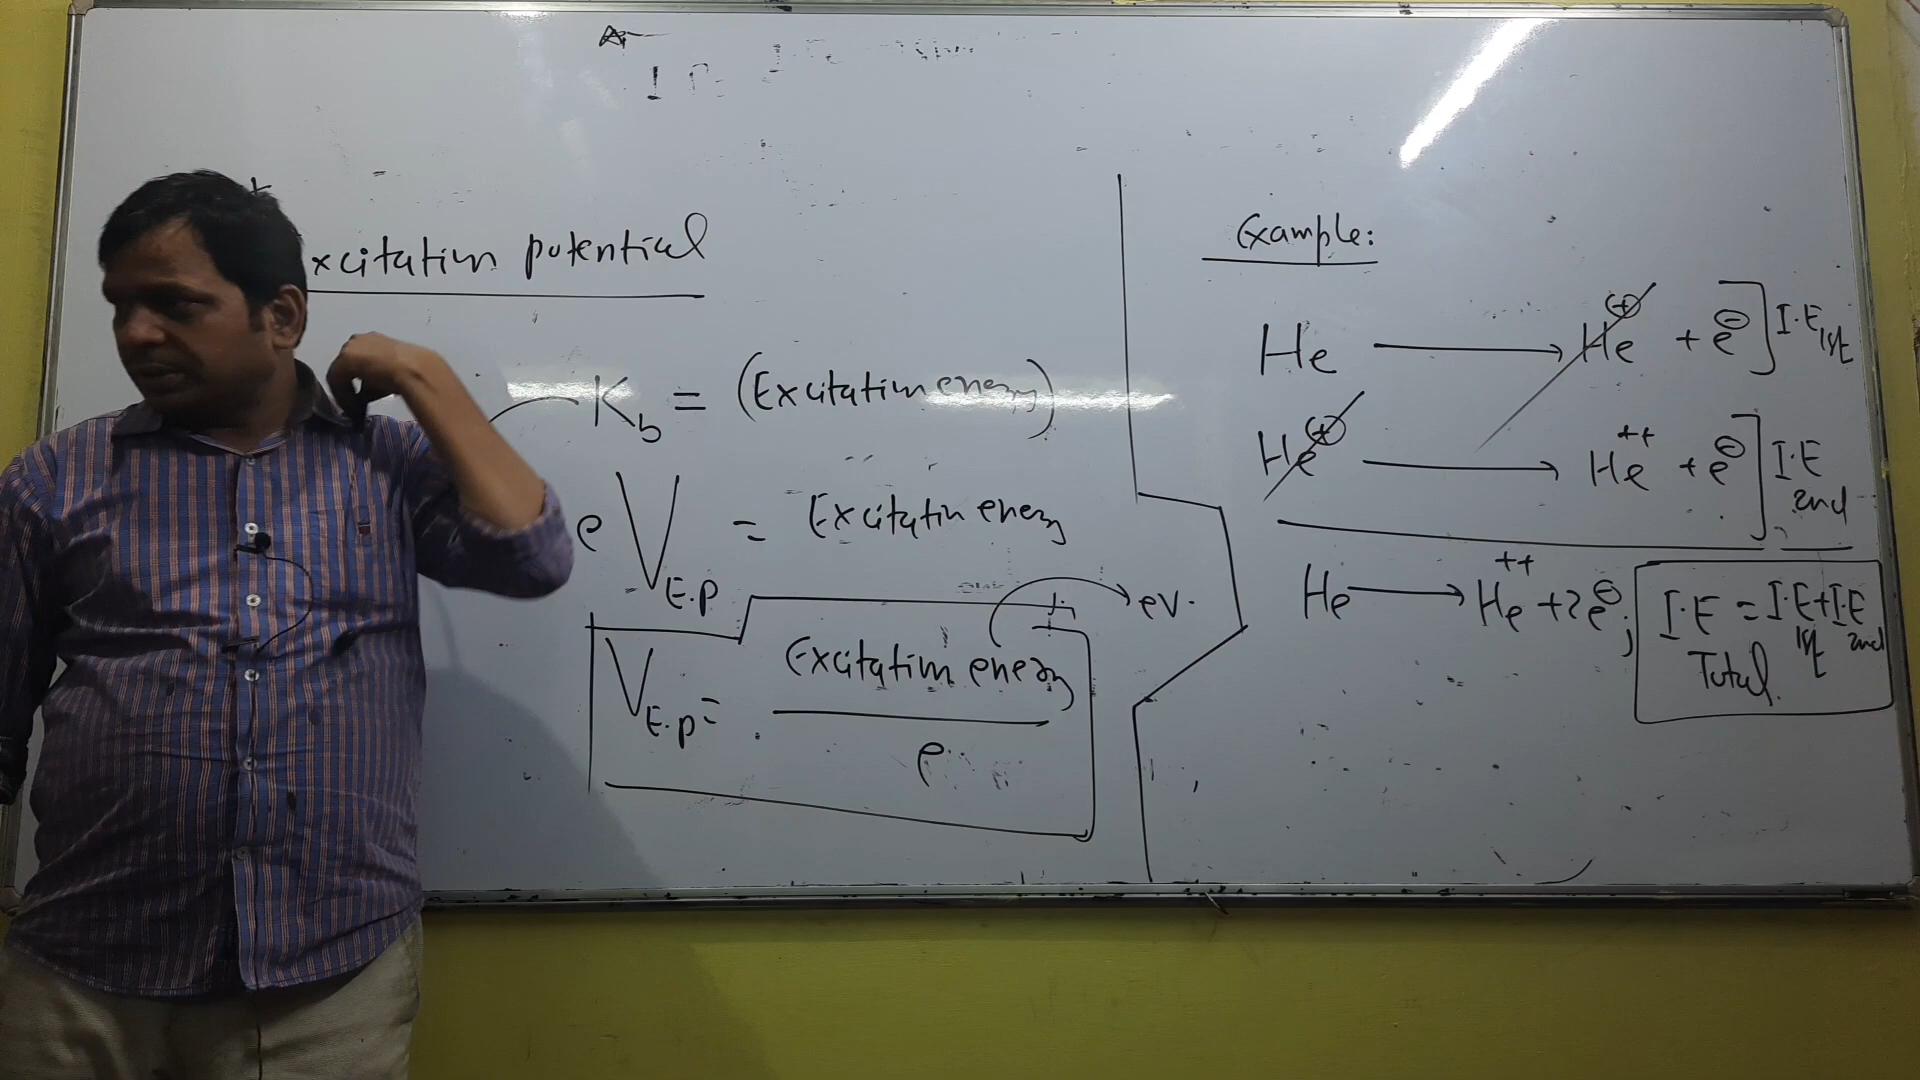 xcitation potential
K_b = (Excitation energy)
e V_E.P = Excitation energy
eV.
V_E.P = Excitation energy / e
Example:
He ⟶ He⊕ + e⊖ ] I.E 1st
He⊕ ⟶ He++ + e⊖ ] I.E 2nd
He ⟶ He++ + 2e⊖ ; I.E Total = I.E 1st + I.E 2nd